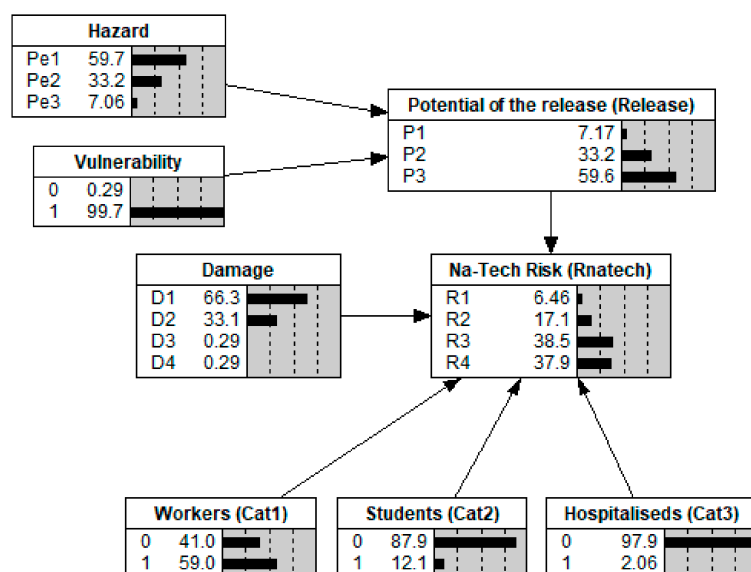 Hazard
Pe1 59.7
Pe2 33.2
Pe3 7.06
Potential of the release (Release)
P1 7.17
P2 33.2
P3 59.6
Vulnerability
0 0.29
1 99.7
Damage
D1 66.3
D2 33.1
D3 0.29
D4 0.29
Na-Tech Risk (Rnatech)
R1 6.46
R2 17.1
R3 38.5
R4 37.9
Workers (Cat1)
0 41.0
1 59.0
Students (Cat2)
0 87.9
1 12.1
Hospitaliseds (Cat3)
0 97.9
1 2.06